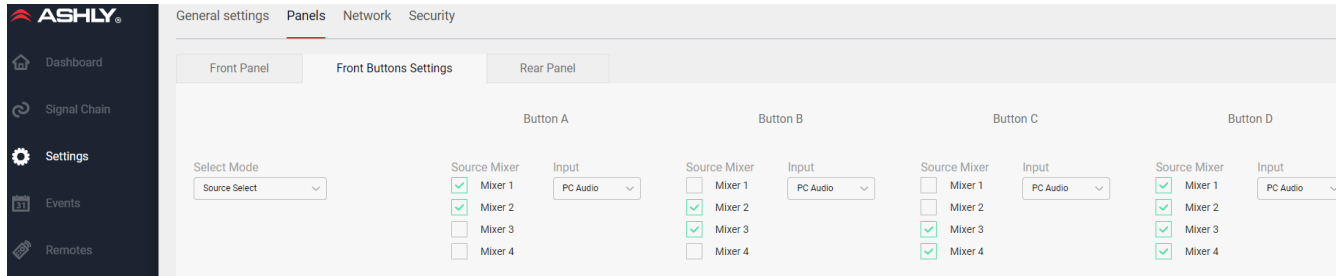 ASHLY®
General settings Panels Network Security
Dashboard
Front Panel Front Buttons Settings Rear Panel
Signal Chain
Button A Button B Button C Button D
Settings
Select Mode Source Mixer Input Source Mixer Input Source Mixer Input Source Mixer Input
Source Select Mixer 1 PC Audio Mixer 1 PC Audio Mixer 1 PC Audio Mixer 1 PC Audio
31 Events
Mixer 2 Mixer 2 Mixer 2 Mixer 2
Mixer 3 Mixer 3 Mixer 3 Mixer 3
Remotes
Mixer 4 Mixer 4 Mixer 4 Mixer 4